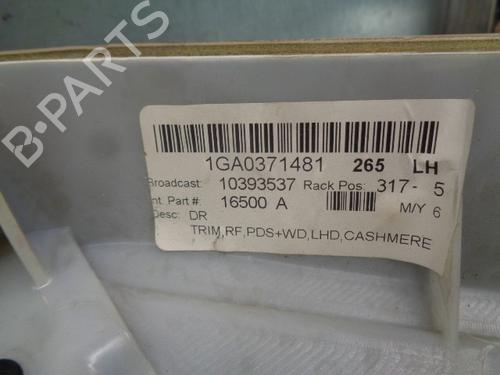 B-PARTS
1GA0371481 265 LH
Broadcast: 10393537 Rack Pos: 317- 5
nt. Part #: 16500 A M/Y 6
Desc: DR
TRIM,RF,PDS+WD,LHD,CASHMERE